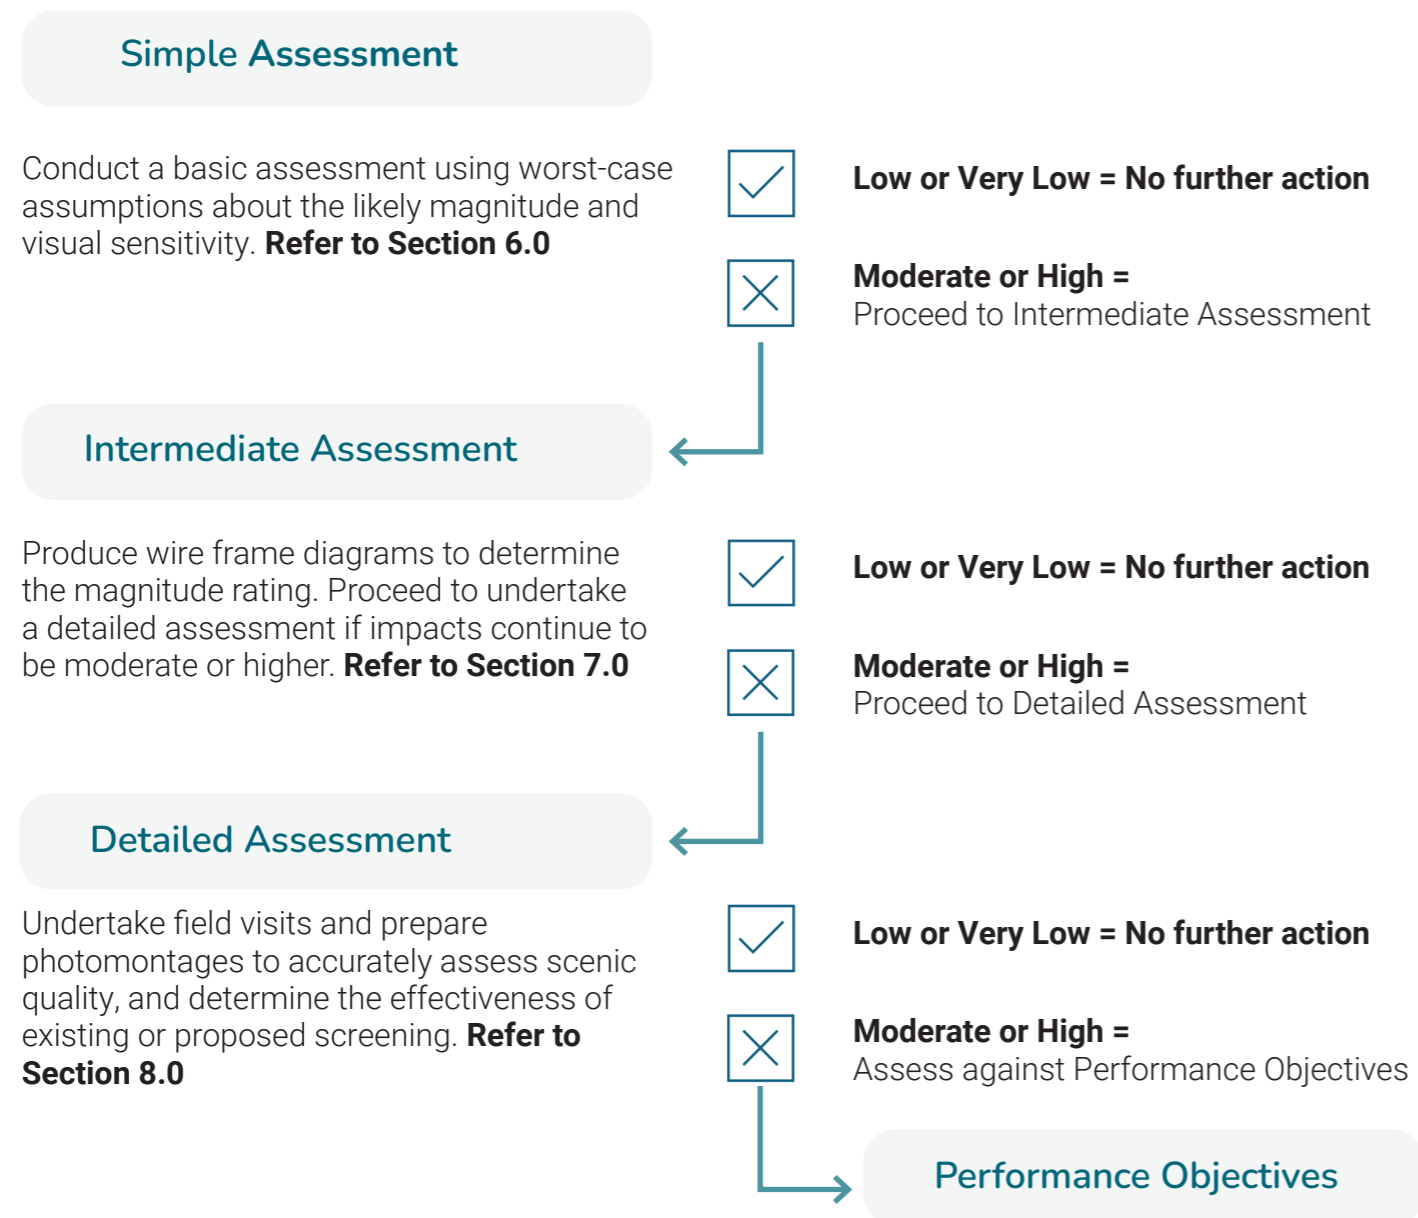 Simple Assessment
Conduct a basic assessment using worst-case
assumptions about the likely magnitude and
visual sensitivity. Refer to Section 6.0
Low or Very Low = No further action
Moderate or High =
Proceed to Intermediate Assessment
Intermediate Assessment
Produce wire frame diagrams to determine
the magnitude rating. Proceed to undertake
a detailed assessment if impacts continue to
be moderate or higher. Refer to Section 7.0
Low or Very Low = No further action
Moderate or High =
Proceed to Detailed Assessment
Detailed Assessment
Undertake field visits and prepare
photomontages to accurately assess scenic
quality, and determine the effectiveness of
existing or proposed screening. Refer to
Section 8.0
Low or Very Low = No further action
Moderate or High =
Assess against Performance Objectives
Performance Objectives